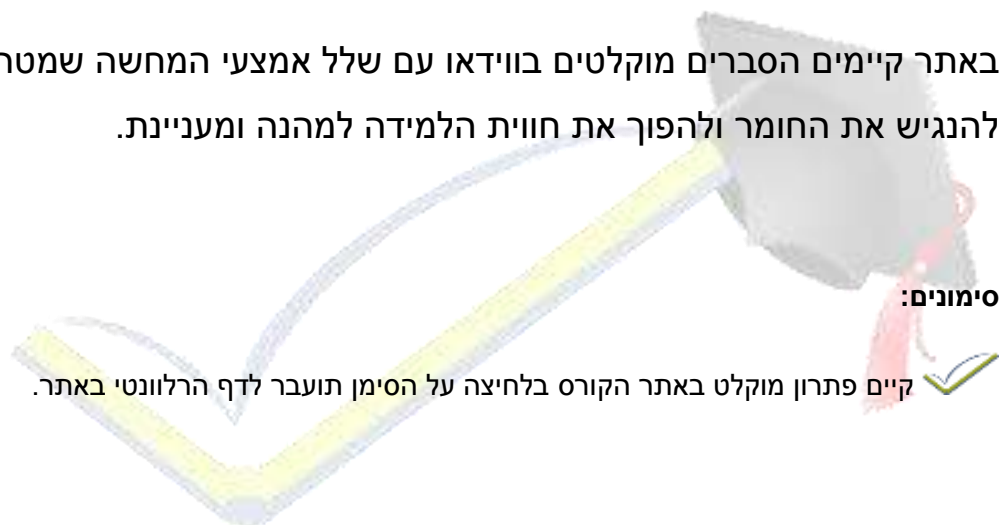 באתר קיימים הסברים מוקלטים בווידאו עם שלל אמצעי המחשה שמטר
להנגיש את החומר ולהפוך את חווית הלמידה למהנה ומעניינת.
סימונים:
קיים פתרון מוקלט באתר הקורס בלחיצה על הסימן תועבר לדף הרלוונטי באתר.